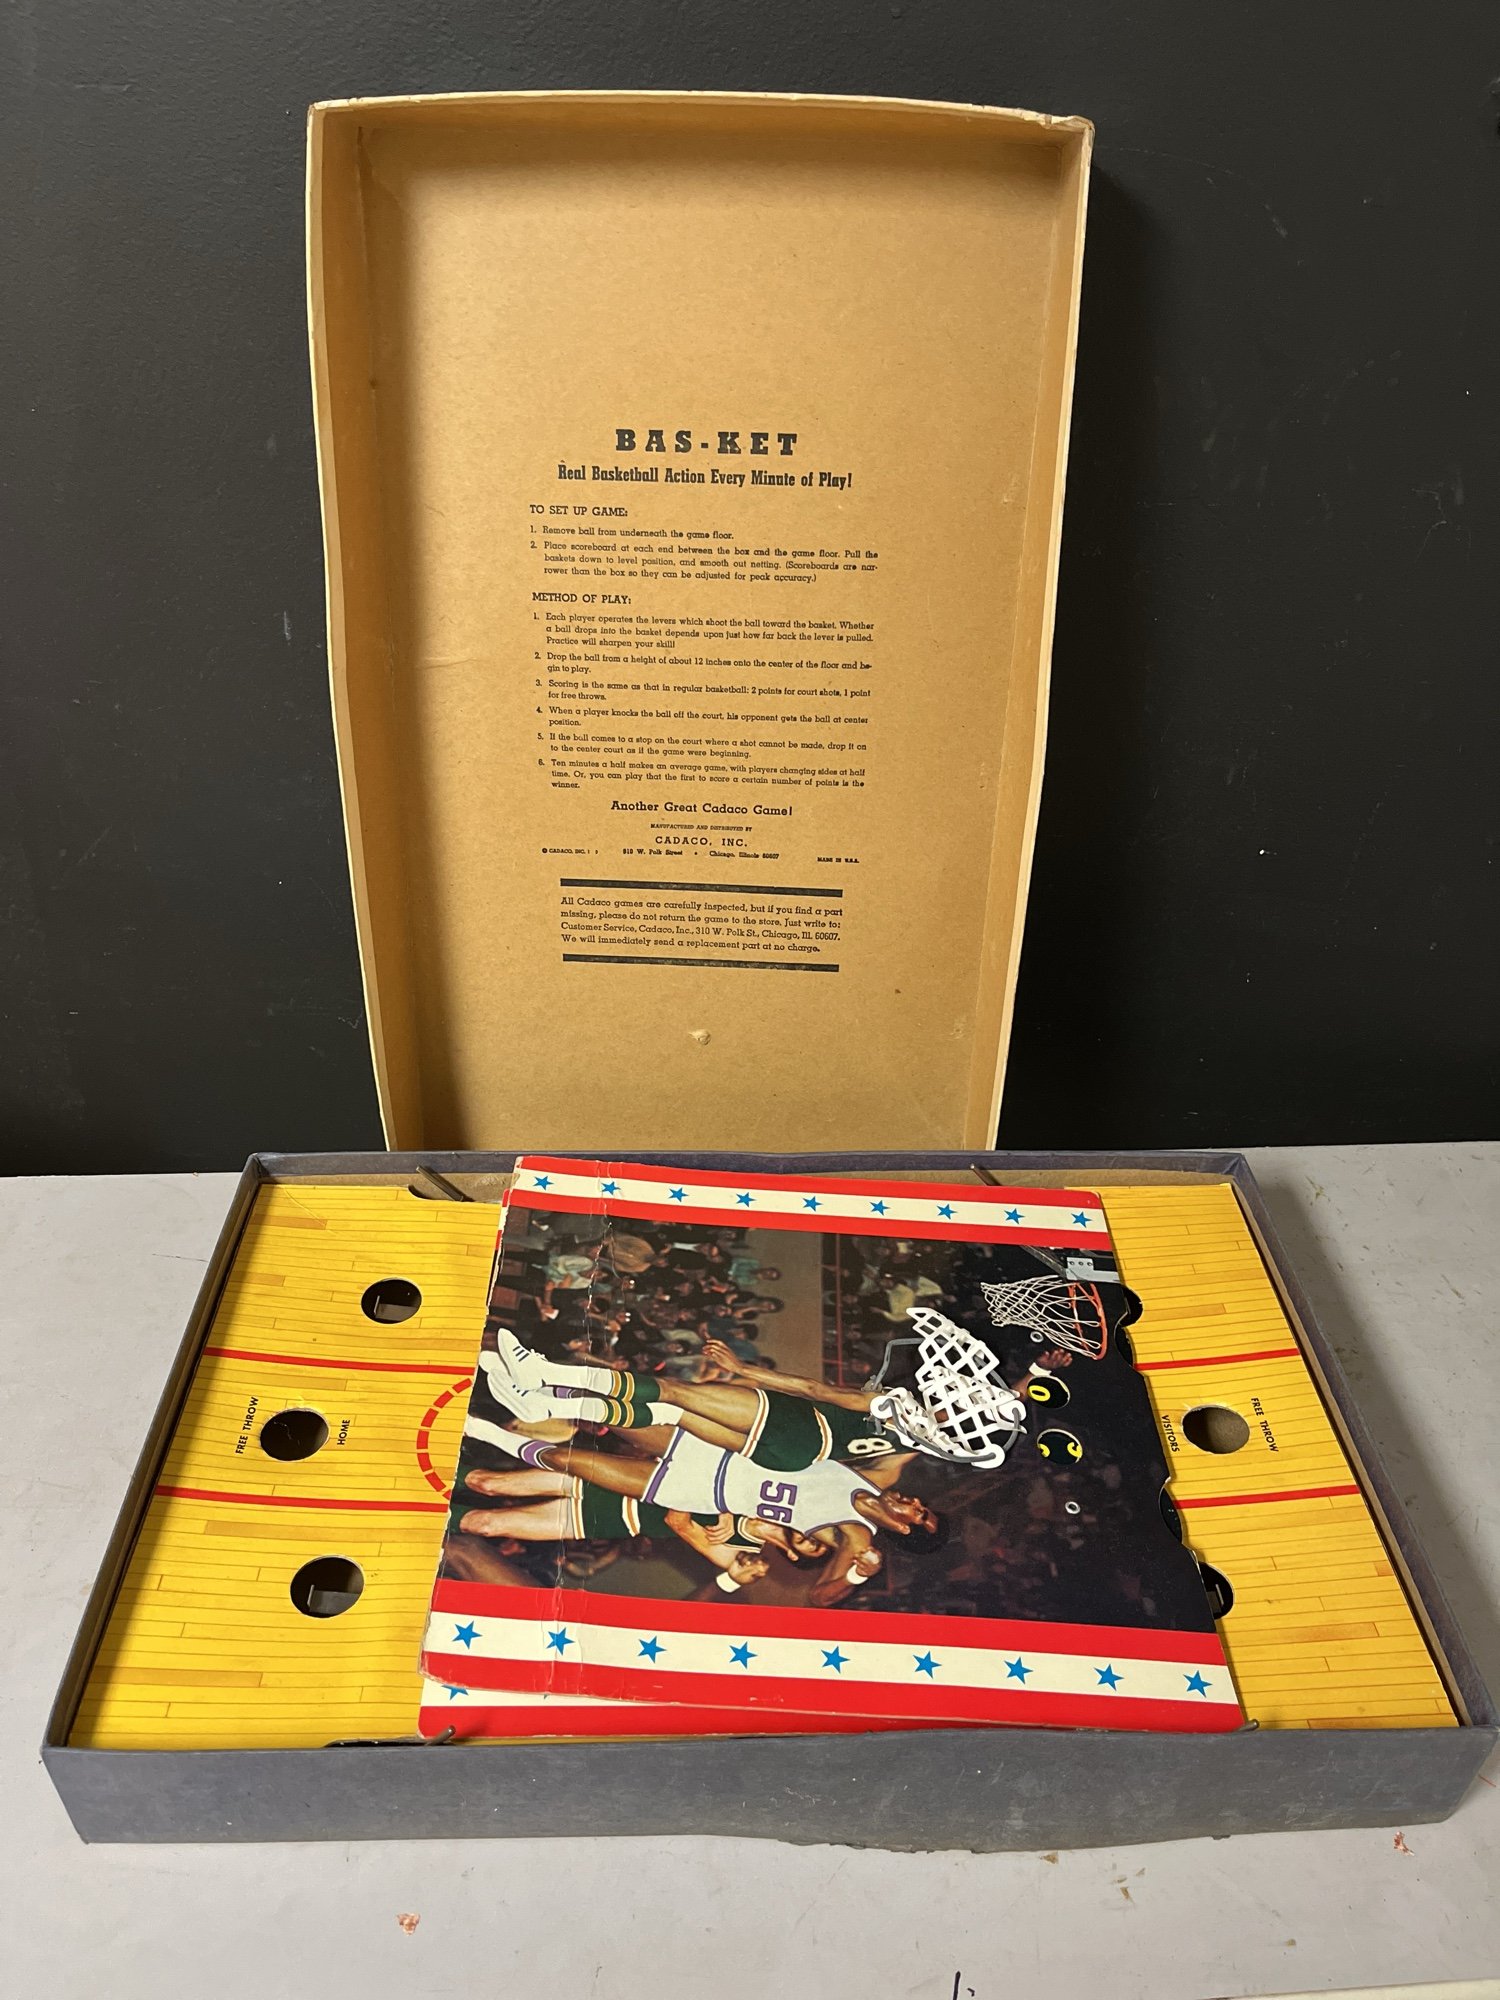 BAS-KET
Real Basketball Action Every Minute of Play!
TO SET UP GAME:
1. Remove ball from underneath the game floor.
2. Place scoreboard at each end between the box and the game floor. Pull the
baskets down to level position, and smooth out netting. (Scoreboards are nar-
rower than the box so they can be adjusted for peak accuracy.)
METHOD OF PLAY:
1. Each player operates the levers which shoot the ball toward the basket. Whether
a ball drops into the basket depends upon just how far back the lever is pulled.
Practice will sharpen your skill!
2. Drop the ball from a height of about 12 inches onto the center of the floor and be-
gin to play.
3. Scoring is the same as that in regular basketball: 2 points for court shots, 1 point
for free throws.
4. When a player knocks the ball off the court, his opponent gets the ball at center
position.
5. If the ball comes to a stop on the court where a shot cannot be made, drop it on
to the center court as if the game were beginning.
6. Ten minutes a half makes an average game, with players changing sides at half
time. Or, you can play that the first to score a certain number of points is the
winner.
Another Great Cadaco Game!
MANUFACTURED AND DISTRIBUTED BY
CADACO, INC.
© CADACO, INC. 310 W. Polk Street • Chicago, Illinois 60607 MADE IN U.S.A.
All Cadaco games are carefully inspected, but if you find a part
missing, please do not return the game to the store. Just write to:
Customer Service, Cadaco, Inc., 310 W. Polk St., Chicago, Ill. 60607.
We will immediately send a replacement part at no charge.
FREE THROW
HOME
VISITORS
FREE THROW
0
8
56